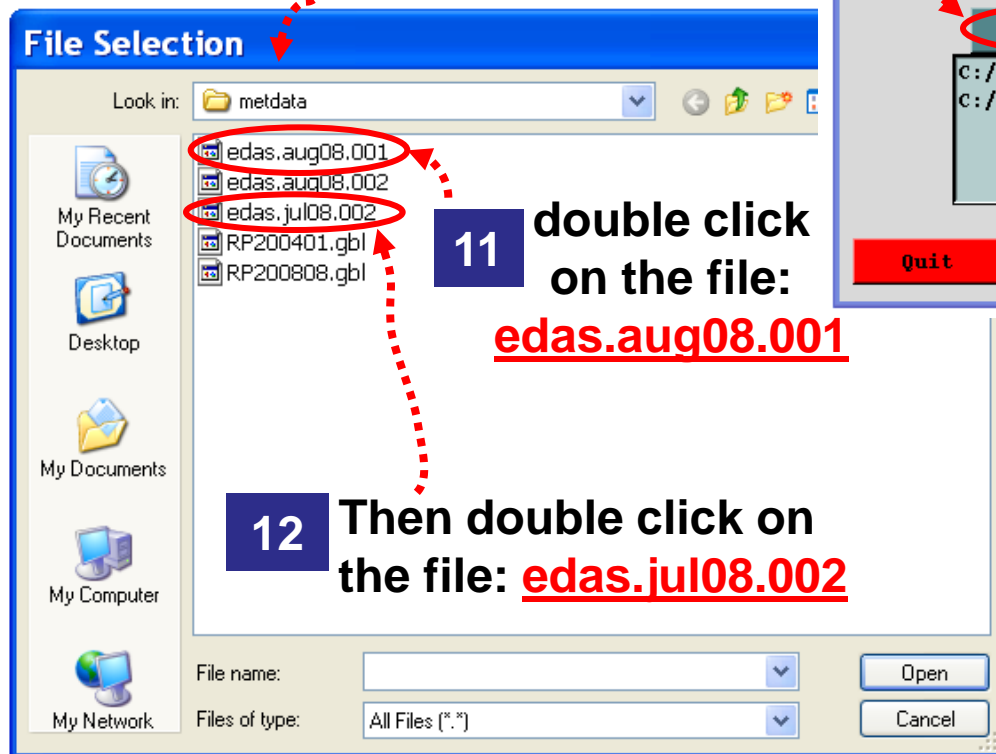 File Selection
Look in: metdata
edas.aug08.001
edas.aug08.002
edas.jul08.002
RP200401.gbl
RP200808.gbl
My Recent
Documents
Desktop
My Documents
My Computer
My Network
11 double click
on the file:
edas.aug08.001
12 Then double click on
the file: edas.jul08.002
File name:
Open
Files of type: All Files (*.*)
Cancel
C:/
C:/
Quit